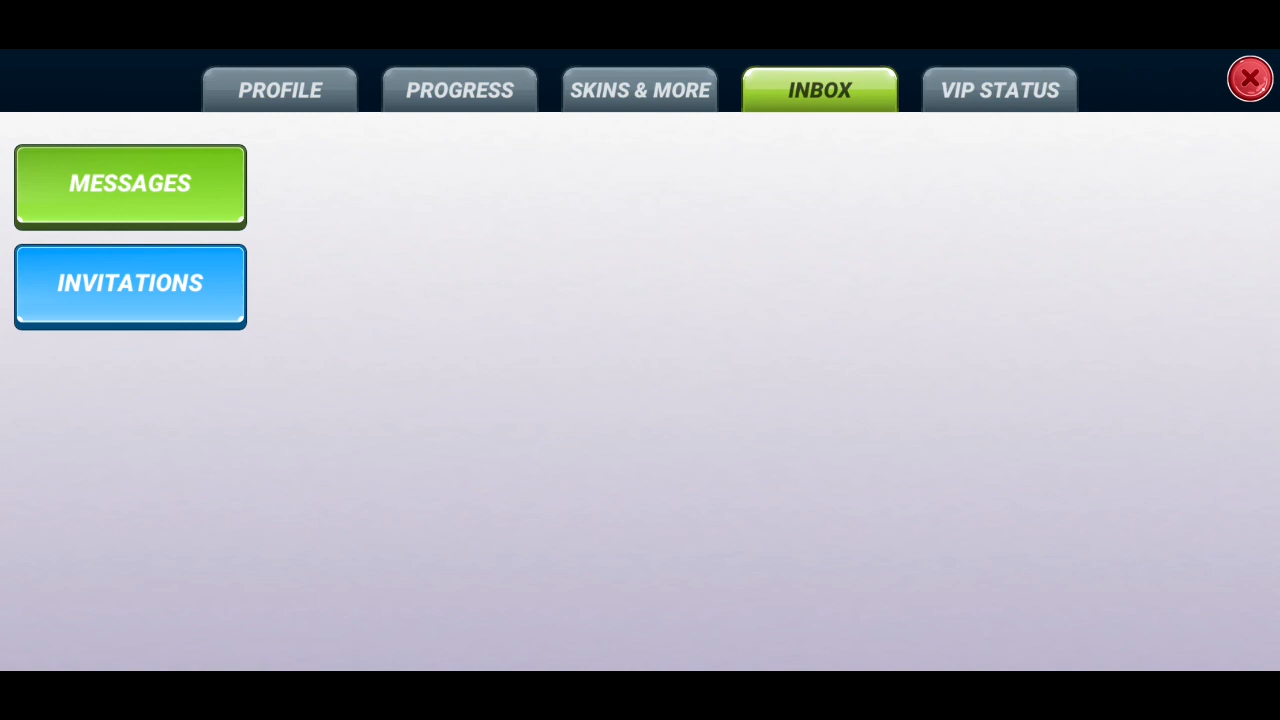 PROFILE
PROGRESS
SKINS & MORE
INBOX
VIP STATUS
MESSAGES
INVITATIONS